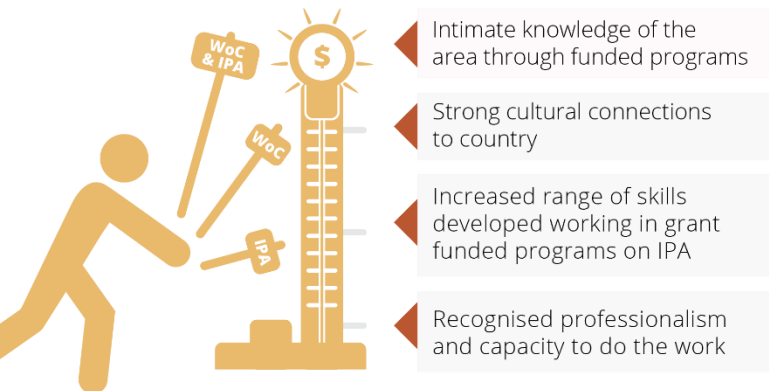 WoC
& IPA
$
WoC
IPA
Intimate knowledge of the
area through funded programs
Strong cultural connections
to country
Increased range of skills
developed working in grant
funded programs on IPA
Recognised professionalism
and capacity to do the work